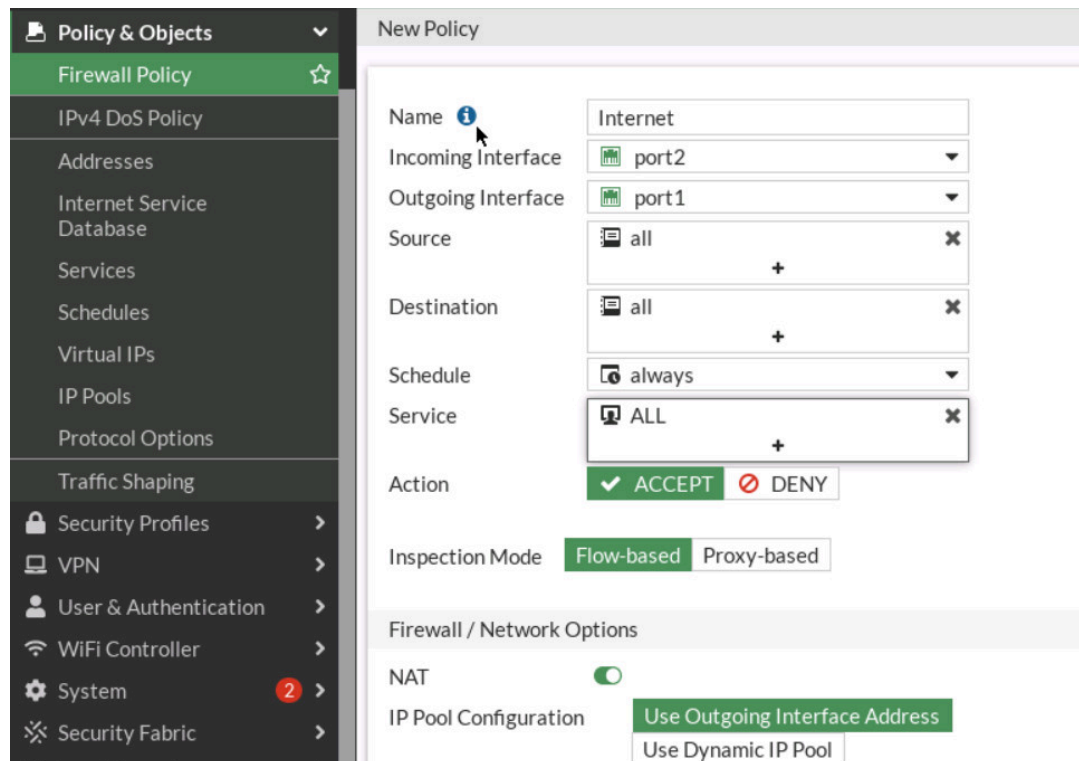 Policy & Objects
Firewall Policy
IPv4 DoS Policy
Addresses
Internet Service
Database
Services
Schedules
Virtual IPs
IP Pools
Protocol Options
Traffic Shaping
Security Profiles
VPN
User & Authentication
WiFi Controller
System 2
Security Fabric
New Policy
Name Internet
Incoming Interface port2
Outgoing Interface port1
Source all
+
Destination all
+
Schedule always
Service ALL
+
Action ACCEPT DENY
Inspection Mode Flow-based Proxy-based
Firewall / Network Options
NAT
IP Pool Configuration Use Outgoing Interface Address
Use Dynamic IP Pool